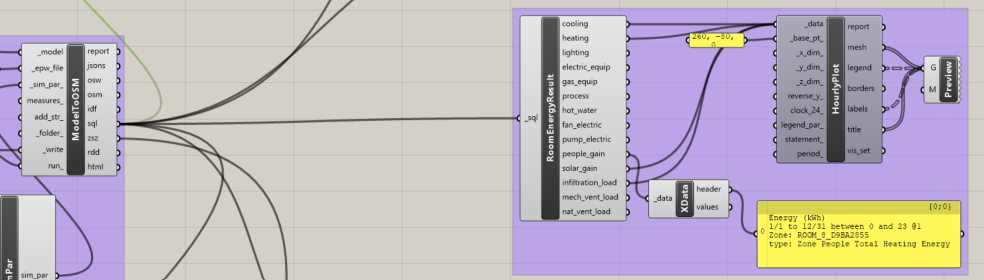 _model
_epw_file
_sim_par_
measures_
add_str_
_folder_
_write
run_
ModelToOSM
report
jsons
osw
osm
idf
sql
zsz
rdd
html
mPar
sim_par
_sql
RoomEnergyResult
cooling
heating
lighting
electric_equip
gas_equip
process
hot_water
fan_electric
pump_electric
people_gain
solar_gain
infiltration_load
mech_vent_load
nat_vent_load
260, -80,
0
_data
_base_pt_
_x_dim_
_y_dim_
_z_dim_
reverse_y_
clock_24_
legend_par_
statement_
period_
HourlyPlot
report
mesh
legend
borders
labels
title
vis_set
G
M
Preview
_data
XData
header
values
{0;0}
0
Energy (kWh)
1/1 to 12/31 between 0 and 23 @1
Zone: ROOM_8_D9BA2855
type: Zone People Total Heating Energy